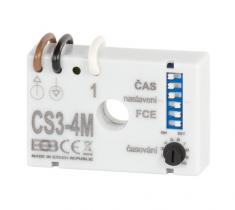 1
ČAS
nastavení
FCE
CS3-4M
MADE IN CZECH REPUBLIC
časování